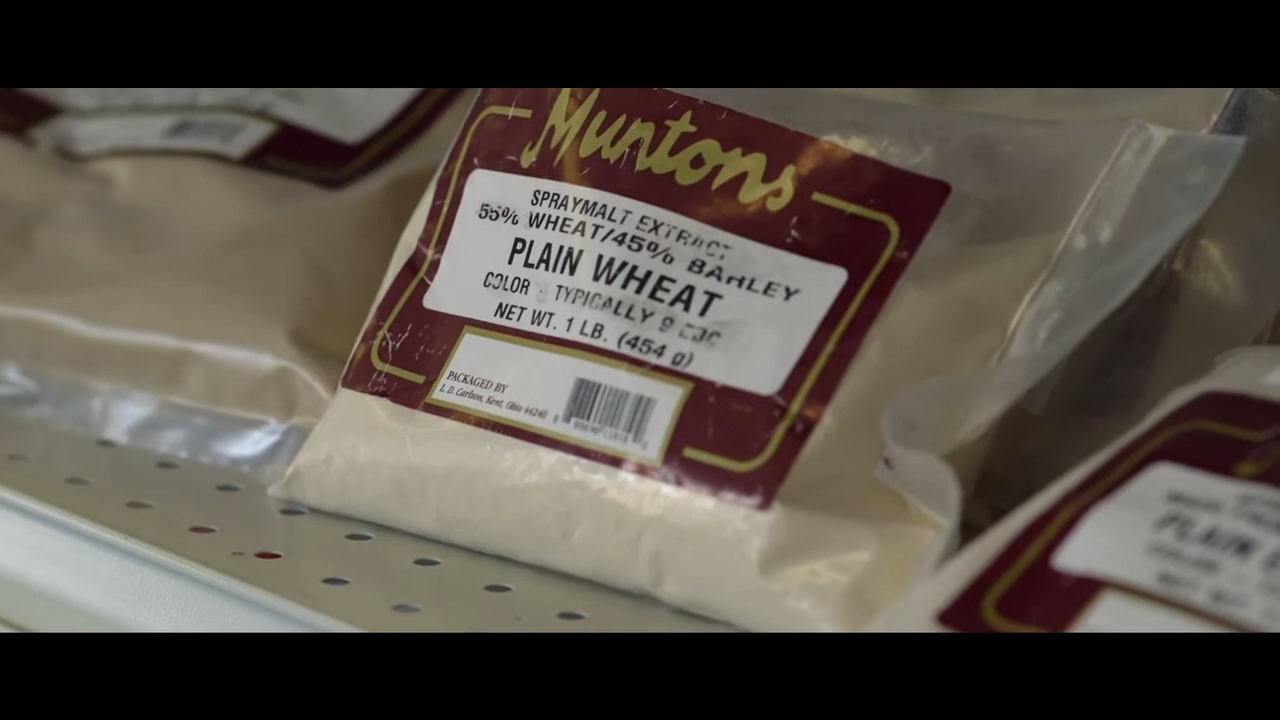 Muntons
SPRAYMALT EXTRACT
55% WHEAT/45% BARLEY
PLAIN WHEAT
COLOR - TYPICALLY 9 EBC
NET WT. 1 LB. (454 g)
PACKAGED BY
L. D. Carlson, Kent, Ohio 44240
PLAIN